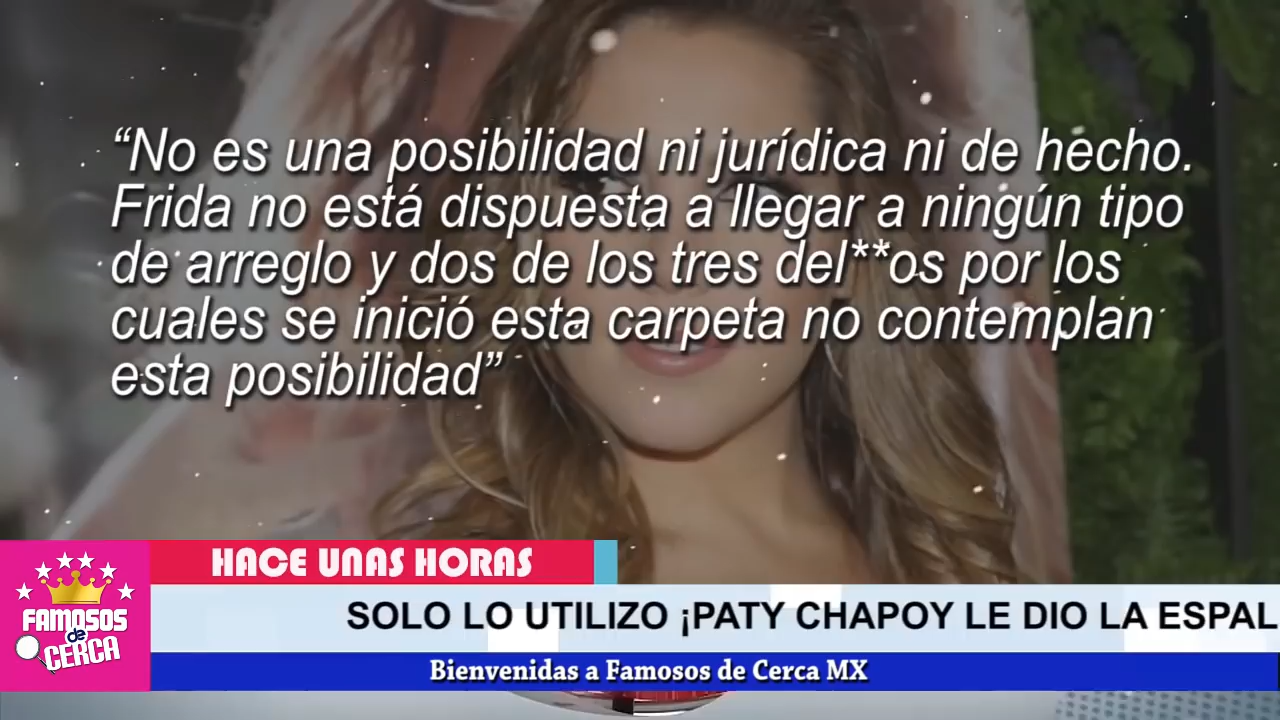 “No es una posibilidad ni jurídica ni de hecho.
Frida no está dispuesta a llegar a ningún tipo
de arreglo y dos de los tres del**os por los
cuales se inició esta carpeta no contemplan
esta posibilidad”
HACE UNAS HORAS
SOLO LO UTILIZO ¡PATY CHAPOY LE DIO LA ESPAL
FAMOSOS
de
CERCA
Bienvenidas a Famosos de Cerca MX